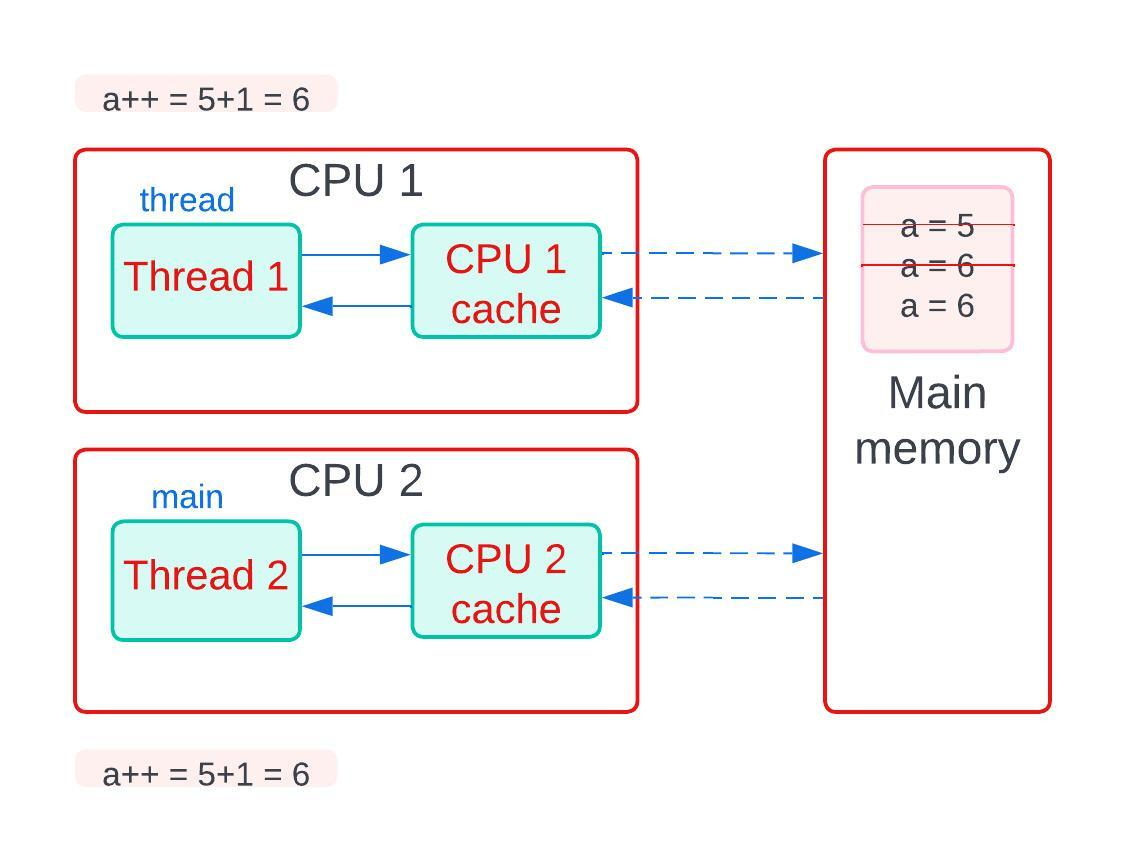 a++ = 5+1 = 6
CPU 1
thread
Thread 1
CPU 1
cache
a = 5
a = 6
a = 6
Main
memory
CPU 2
main
Thread 2
CPU 2
cache
a++ = 5+1 = 6